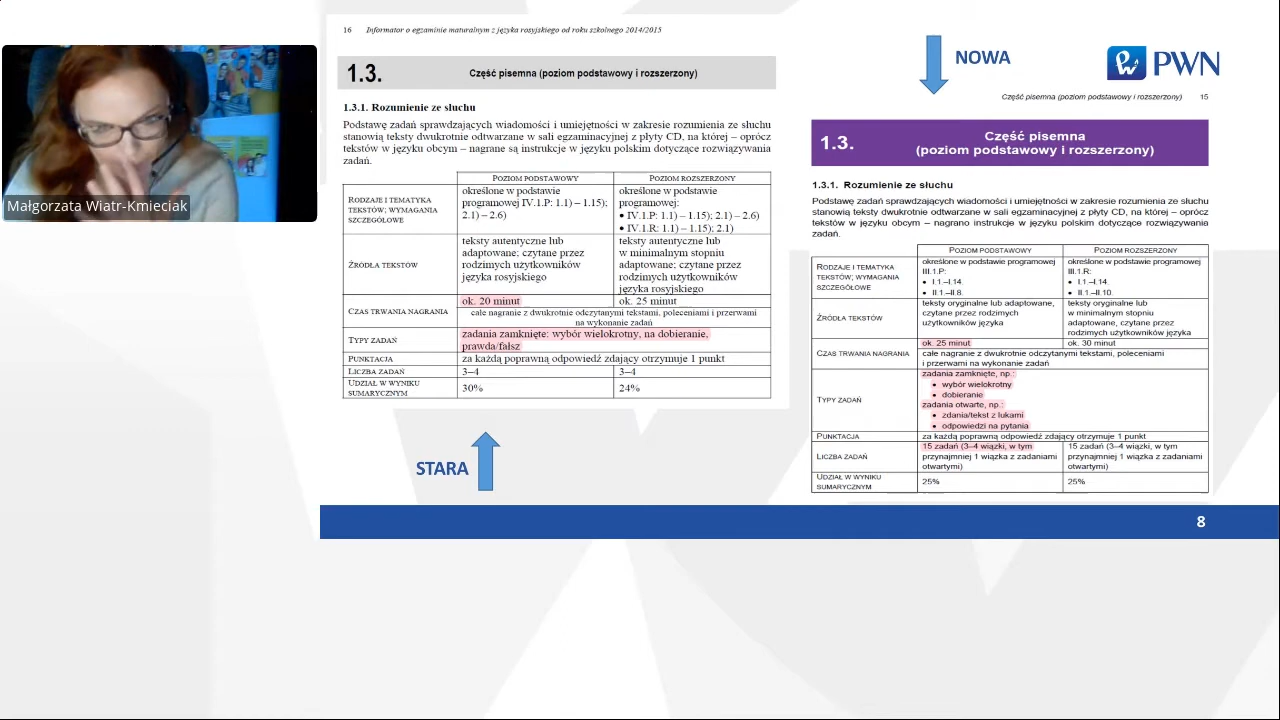 Małgorzata Wiatr-Kmieciak
16 Informator o egzaminie maturalnym z języka rosyjskiego od roku szkolnego 2014/2015
1.3. Część pisemna (poziom podstawowy i rozszerzony)
1.3.1. Rozumienie ze słuchu
Podstawę zadań sprawdzających wiadomości i umiejętności w zakresie rozumienia ze słuchu
stanowią teksty dwukrotnie odtwarzane w sali egzaminacyjnej z płyty CD, na której – oprócz
tekstów w języku obcym – nagrane są instrukcje w języku polskim dotyczące rozwiązywania
zadań.
POZIOM PODSTAWOWY POZIOM ROZSZERZONY
RODZAJE I TEMATYKA
TEKSTÓW; WYMAGANIA
SZCZEGÓŁOWE
określone w podstawie
programowej IV.1.P: 1.1) – 1.15);
2.1) – 2.6)
określone w podstawie
programowej:
• IV.1.P: 1.1) – 1.15); 2.1) – 2.6)
• IV.1.R: 1.1) – 1.15); 2.1)
ŹRÓDŁA TEKSTÓW
teksty autentyczne lub
adaptowane; czytane przez
rodzimych użytkowników
języka rosyjskiego
teksty autentyczne lub
w minimalnym stopniu
adaptowane; czytane przez
rodzimych użytkowników
języka rosyjskiego
CZAS TRWANIA NAGRANIA
ok. 20 minut ok. 25 minut
całe nagranie z dwukrotnie odczytanymi tekstami, poleceniami i przerwami
na wykonanie zadań
TYPY ZADAŃ
zadania zamknięte: wybór wielokrotny, na dobieranie,
prawda/fałsz
PUNKTACJA za każdą poprawną odpowiedź zdający otrzymuje 1 punkt
LICZBA ZADAŃ 3–4 3–4
UDZIAŁ W WYNIKU
SUMARYCZNYM
30% 24%
STARA
NOWA
PWN
Część pisemna (poziom podstawowy i rozszerzony) 15
1.3. Część pisemna
(poziom podstawowy i rozszerzony)
1.3.1. Rozumienie ze słuchu
Podstawę zadań sprawdzających wiadomości i umiejętności w zakresie rozumienia ze słuchu
stanowią teksty dwukrotnie odtwarzane w sali egzaminacyjnej z płyty CD, na której – oprócz
tekstów w języku obcym – nagrano instrukcje w języku polskim dotyczące rozwiązywania
zadań.
POZIOM PODSTAWOWY POZIOM ROZSZERZONY
RODZAJE I TEMATYKA
TEKSTÓW; WYMAGANIA
SZCZEGÓŁOWE
określone w podstawie programowej
III.1.P:
• I.1.–I.14.
• II.1.–II.8.
określone w podstawie programowej
III.1.R:
• I.1.–I.14.
• II.1.–II.10.
ŹRÓDŁA TEKSTÓW
teksty oryginalne lub adaptowane,
czytane przez rodzimych
użytkowników języka
teksty oryginalne lub
w minimalnym stopniu
adaptowane, czytane przez
rodzimych użytkowników języka
CZAS TRWANIA NAGRANIA
ok. 25 minut ok. 30 minut
całe nagranie z dwukrotnie odczytanymi tekstami, poleceniami
i przerwami na wykonanie zadań
TYPY ZADAŃ
zadania zamknięte, np.:
• wybór wielokrotny
• dobieranie
zadania otwarte, np.:
• zdania/tekst z lukami
• odpowiedzi na pytania
PUNKTACJA za każdą poprawną odpowiedź zdający otrzymuje 1 punkt
LICZBA ZADAŃ
15 zadań (3–4 wiązki, w tym
przynajmniej 1 wiązka z zadaniami
otwartymi)
15 zadań (3–4 wiązki, w tym
przynajmniej 1 wiązka z zadaniami
otwartymi)
UDZIAŁ W WYNIKU
SUMARYCZNYM
25% 25%
8